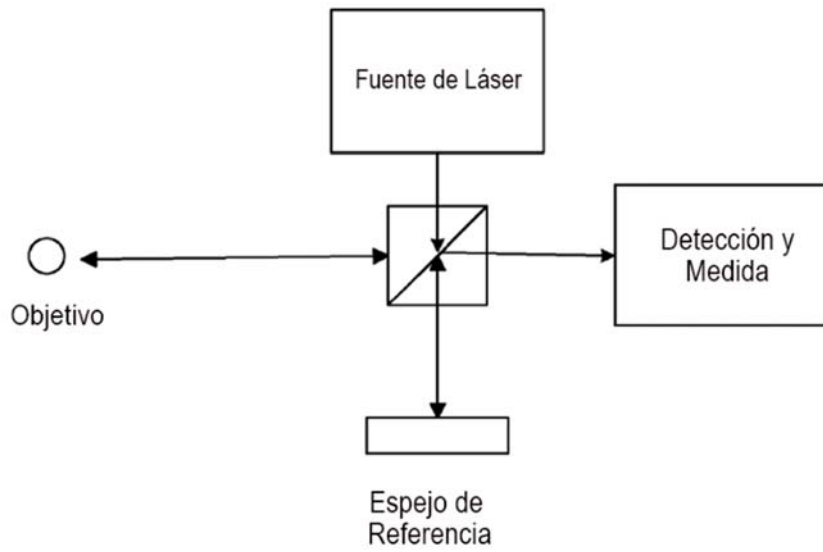 Fuente de Láser
Detección y
Medida
Objetivo
Espejo de
Referencia